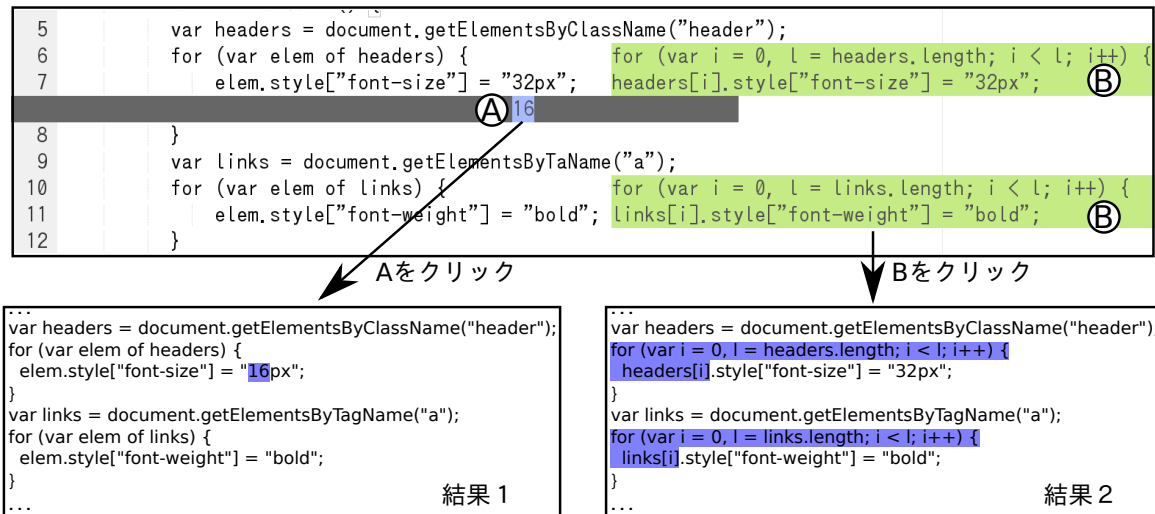 5 var headers = document.getElementsByClassName("header");
6 for (var elem of headers) { for (var i = 0, l = headers.length; i < l; i++) {
7 elem.style["font-size"] = "32px"; headers[i].style["font-size"] = "32px"; B
A 16
8 }
9 var links = document.getElementsByTaName("a");
10 for (var elem of links) { for (var i = 0, l = links.length; i < l; i++) {
11 elem.style["font-weight"] = "bold"; links[i].style["font-weight"] = "bold"; B
12 }
Aをクリック
Bをクリック
...
var headers = document.getElementsByClassName("header");
for (var elem of headers) {
elem.style["font-size"] = "16px";
}
var links = document.getElementsByTagName("a");
for (var elem of links) {
elem.style["font-weight"] = "bold";
}
...
結果1
...
var headers = document.getElementsByClassName("header")
for (var i = 0, l = headers.length; i < l; i++) {
headers[i].style["font-size"] = "32px";
}
var links = document.getElementsByTagName("a");
for (var i = 0, l = links.length; i < l; i++) {
links[i].style["font-weight"] = "bold";
}
...
結果2